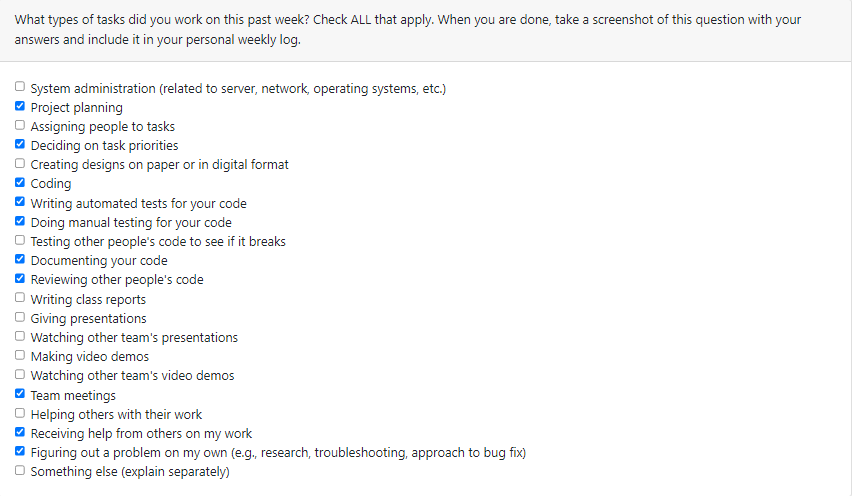 What types of tasks did you work on this past week? Check ALL that apply. When you are done, take a screenshot of this question with your
answers and include it in your personal weekly log.
System administration (related to server, network, operating systems, etc.)
Project planning
Assigning people to tasks
Deciding on task priorities
Creating designs on paper or in digital format
Coding
Writing automated tests for your code
Doing manual testing for your code
Testing other people's code to see if it breaks
Documenting your code
Reviewing other people's code
Writing class reports
Giving presentations
Watching other team's presentations
Making video demos
Watching other team's video demos
Team meetings
Helping others with their work
Receiving help from others on my work
Figuring out a problem on my own (e.g., research, troubleshooting, approach to bug fix)
Something else (explain separately)